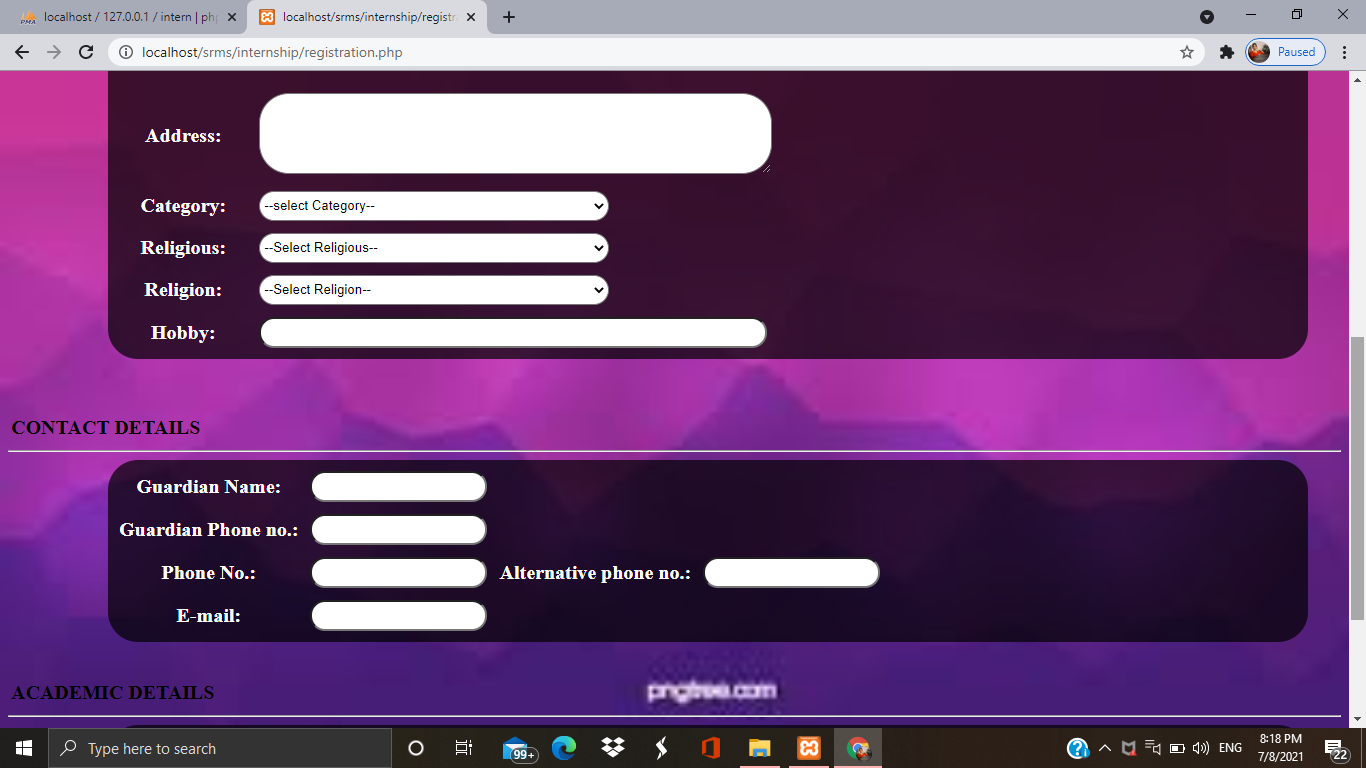 PMA localhost / 127.0.0.1 / intern | php
localhost/srms/internship/registra
localhost/srms/internship/registration.php
Paused
Address:
Category: --select Category--
Religious: --Select Religious--
Religion: --Select Religion--
Hobby:
CONTACT DETAILS
Guardian Name:
Guardian Phone no.:
Phone No.: Alternative phone no.:
E-mail:
ACADEMIC DETAILS
pngtree.com
Type here to search
99+
ENG
8:18 PM
7/8/2021
22